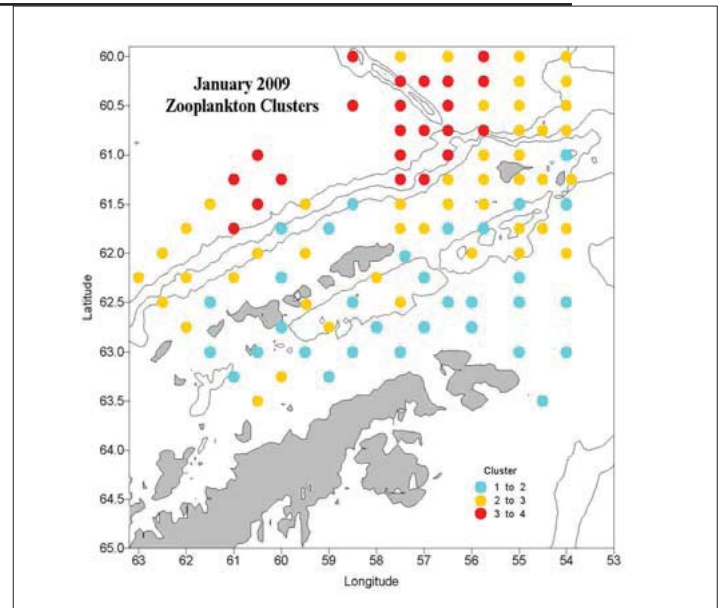 January 2009
Zooplankton Clusters
Latitude
60.0
60.5
61.0
61.5
62.0
62.5
63.0
63.5
64.0
64.5
65.0
Cluster
1 to 2
2 to 3
3 to 4
63 62 61 60 59 58 57 56 55 54 53
Longitude